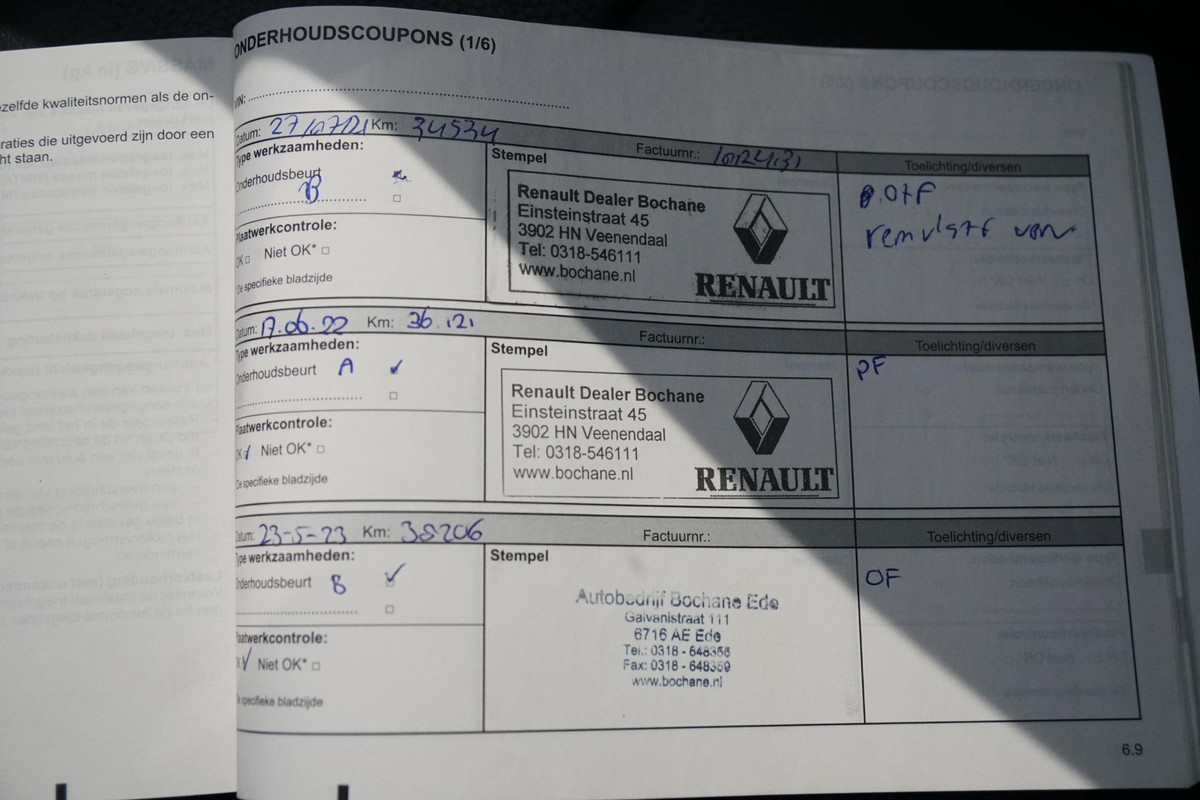 zelfde kwaliteitsnormen als de on-
raties die uitgevoerd zijn door een
ht staan.
ONDERHOUDSCOUPONS (1/6)
VIN:
Datum: 27/07/21 Km: 34534 Factuurnr.: Toelichting/diversen
Type werkzaamheden:
Onderhoudsbeurt
B
Plaatwerkcontrole:
OK □ Niet OK* □
De specifieke bladzijde
Stempel
Renault Dealer Bochane
Einsteinstraat 45
3902 HN Veenendaal
Tel: 0318-546111
www.bochane.nl
RENAULT
OTF
remvlstf verv
Datum: 17.06.22 Km: 36.121 Factuurnr.: Toelichting/diversen
Type werkzaamheden:
Onderhoudsbeurt A ✓
Plaatwerkcontrole:
OK ✓ Niet OK* □
De specifieke bladzijde
Stempel
Renault Dealer Bochane
Einsteinstraat 45
3902 HN Veenendaal
Tel: 0318-546111
www.bochane.nl
RENAULT
PF
Datum: 23-5-23 Km: 38206 Factuurnr.: Toelichting/diversen
Type werkzaamheden:
Onderhoudsbeurt B ✓
Plaatwerkcontrole:
✓ Niet OK* □
De specifieke bladzijde
Stempel
Autobedrijf Bochane Ede
Galvanistraat 111
6716 AE Ede
Tel.: 0318 - 648356
Fax: 0318 - 648359
www.bochane.nl
OF
6.9